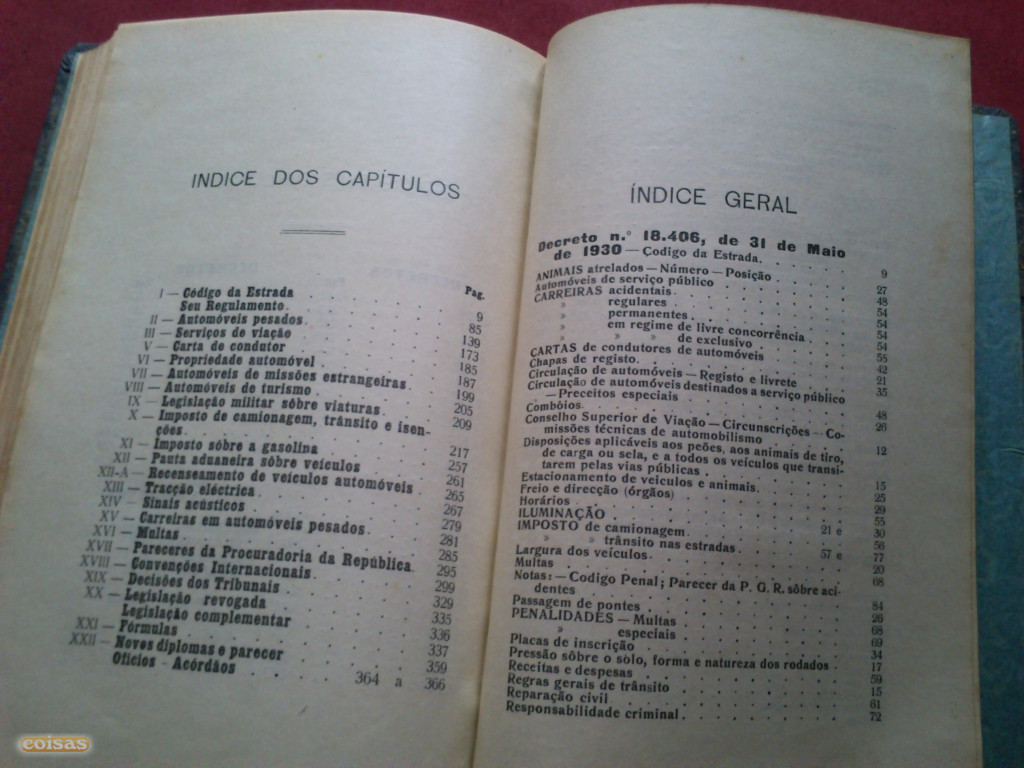 INDICE DOS CAPÍTULOS
Pag.
I — Código da Estrada
Seu Regulamento. 9
II — Automóveis pesados. 85
III — Serviços de viação 139
V — Carta de condutor 173
VI — Propriedade automóvel 185
VII — Automóveis de missões estrangeiras. 187
VIII — Automóveis de turismo 199
IX — Legislação militar sôbre viaturas. 205
X — Imposto de camionagem, trânsito e isen- 209
ções.
XI — Imposto sôbre a gasolina 217
XII — Pauta aduaneira sôbre veículos 257
XII-A — Recenseamento de veículos automóveis 261
XIII — Tracção eléctrica. 265
XIV — Sinais acústicos 267
XV — Carreiras em automóveis pesados. 279
XVI — Multas. 281
XVII — Pareceres da Procuradoria da República. 285
XVIII — Convenções Internacionais. 295
XIX — Decisões dos Tribunais 299
XX — Legislação revogada 329
Legislação complementar 335
XXI — Fórmulas 336
XXII — Novos diplomas e parecer 337
Ofícios - Acórdãos 359
364 a 366
ÍNDICE GERAL
Decreto n.º 18.406, de 31 de Maio
de 1930 — Codigo da Estrada. 9
ANIMAIS atrelados — Número — Posição 27
Automóveis de serviço público 48
CARREIRAS acidentais 54
» regulares 54
» permanentes 54
» em regime de livre concorrência 54
» » » de exclusivo 55
CARTAS de condutores de automóveis 42
Chapas de registo. 21
Circulação de automóveis — Registo e livrete 35
Circulação de automóveis destinados a serviço público
— Preceitos especiais 48
Combóios 26
Conselho Superior de Viação — Circunscrições — Co-
missões técnicas de automobilismo 12
Disposições aplicáveis aos peões, aos animais de tiro,
de carga ou sela, e a todos os veículos que transi-
tarem pelas vias públicas 15
Estacionamento de veículos e animais. 25
Freio e direcção (órgãos) 29
Horários 55
ILUMINAÇÃO 21 e 30
IMPOSTO de camionagem. 56
» » trânsito nas estradas. 57 e 77
Largura dos veículos. 20
Multas 68
Notas: — Codigo Penal; Parecer da P. G. R. sôbre aci-
dentes 84
Passagem de pontes 26
PENALIDADES — Multas 68
» especiais 69
Placas de inscrição 34
Pressão sôbre o solo, forma e natureza dos rodados 17
Receitas e despesas 59
Regras gerais de trânsito 15
Reparação civil 61
Responsabilidade criminal. 72
coisas